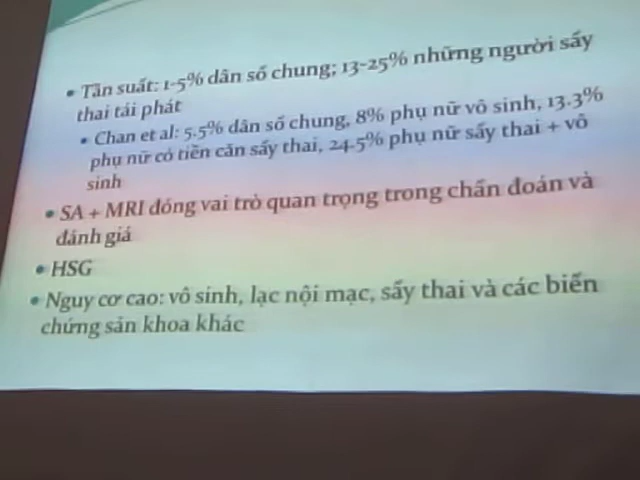 • Tần suất: 1-5% dân số chung; 13-25% những người sẩy
thai tái phát
• Chan et al: 5.5% dân số chung, 8% phụ nữ vô sinh, 13.3%
phụ nữ có tiền căn sẩy thai, 24.5% phụ nữ sẩy thai + vô
sinh
• SA + MRI đóng vai trò quan trọng trong chẩn đoán và
đánh giá
• HSG
• Nguy cơ cao: vô sinh, lạc nội mạc, sẩy thai và các biến
chứng sản khoa khác